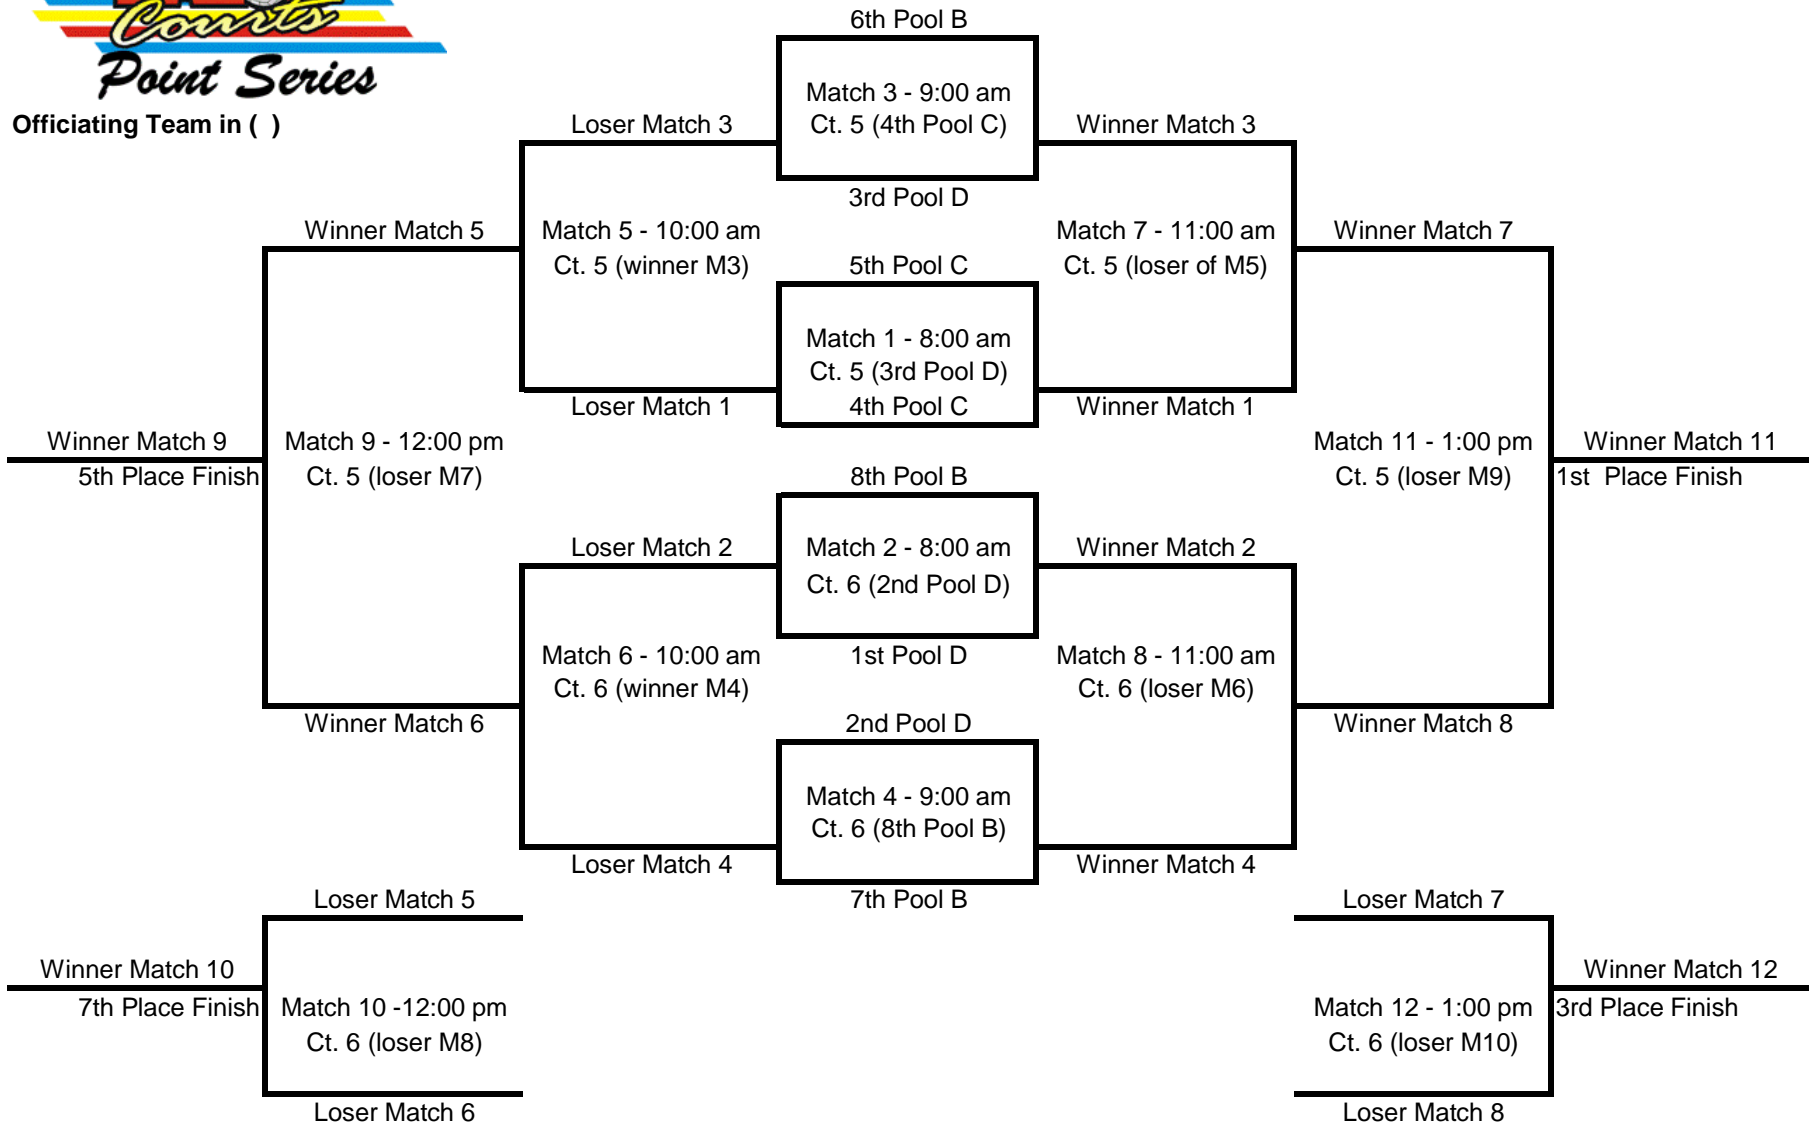 Courts
Point Series
Officiating Team in (  )
6th Pool B
Match 3 - 9:00 am
Ct. 5 (4th Pool C)
Loser Match 3
Winner Match 3
3rd Pool D
Winner Match 5
Match 5 - 10:00 am
Ct. 5 (winner M3)
Match 7 - 11:00 am
Ct. 5 (loser of M5)
Winner Match 7
5th Pool C
Match 1 - 8:00 am
Ct. 5 (3rd Pool D)
4th Pool C
Loser Match 1
Winner Match 1
Winner Match 9
5th Place Finish
Match 9 - 12:00 pm
Ct. 5 (loser M7)
Match 11 - 1:00 pm
Ct. 5 (loser M9)
Winner Match 11
1st  Place Finish
8th Pool B
Loser Match 2
Match 2 - 8:00 am
Ct. 6 (2nd Pool D)
Winner Match 2
1st Pool D
Match 6 - 10:00 am
Ct. 6 (winner M4)
Match 8 - 11:00 am
Ct. 6 (loser M6)
Winner Match 6
2nd Pool D
Winner Match 8
Match 4 - 9:00 am
Ct. 6 (8th Pool B)
Loser Match 4
Winner Match 4
7th Pool B
Loser Match 5
Loser Match 7
Winner Match 10
7th Place Finish
Match 10 -12:00 pm
Ct. 6 (loser M8)
Match 12 - 1:00 pm
Ct. 6 (loser M10)
Winner Match 12
3rd Place Finish
Loser Match 6
Loser Match 8